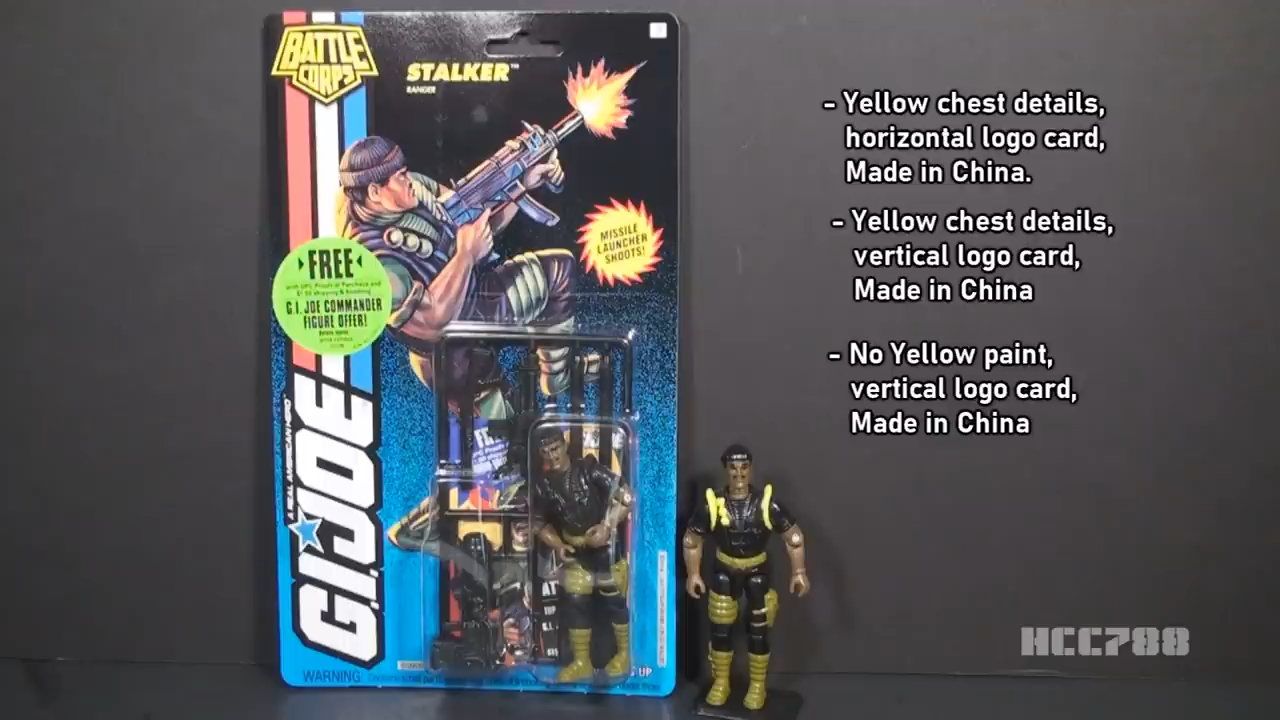 BATTLE
CORPS
STALKER™
RANGER
MISSILE
LAUNCHER
SHOOTS!
FREE
G.I. JOE COMMANDER
FIGURE OFFER!
A REAL AMERICAN HERO
G.I.JOE
WARNING:
- Yellow chest details,
horizontal logo card,
Made in China.
- Yellow chest details,
vertical logo card,
Made in China
- No Yellow paint,
vertical logo card,
Made in China
HCC788